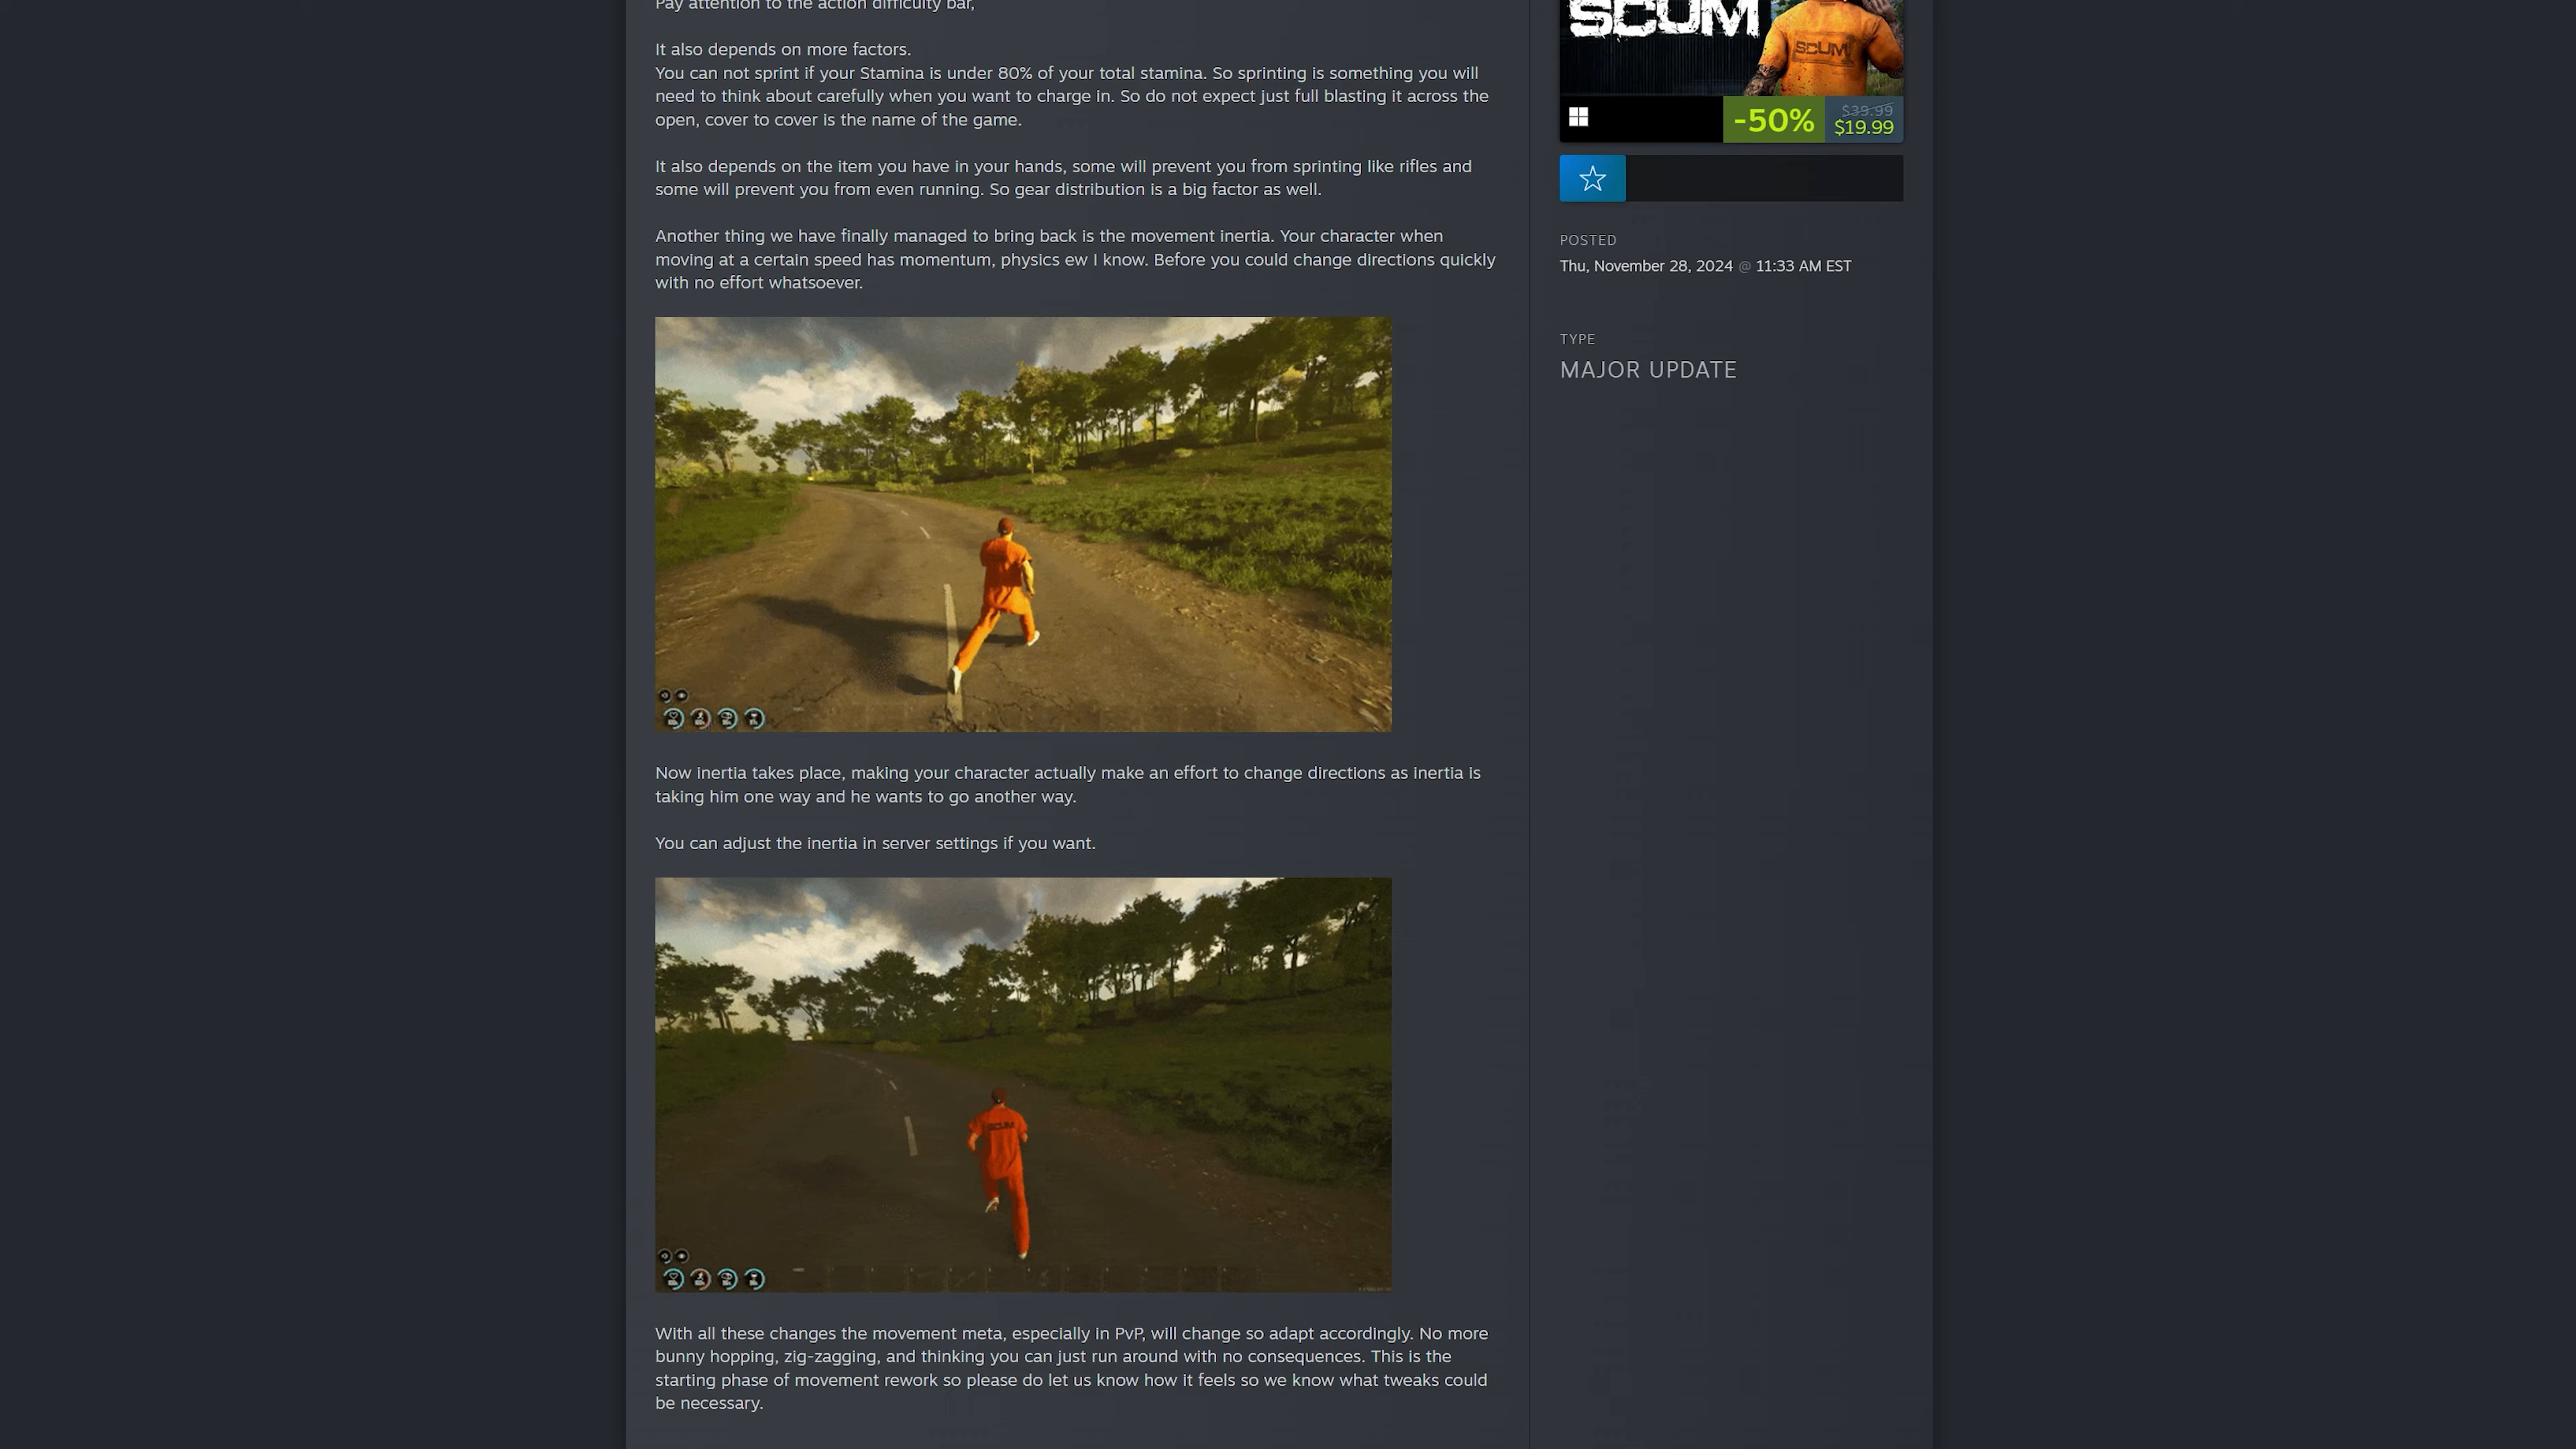 Pay attention to the action difficulty bar,
It also depends on more factors.
You can not sprint if your Stamina is under 80% of your total stamina. So sprinting is something you will
need to think about carefully when you want to charge in. So do not expect just full blasting it across the
open, cover to cover is the name of the game.
It also depends on the item you have in your hands, some will prevent you from sprinting like rifles and
some will prevent you from even running. So gear distribution is a big factor as well.
Another thing we have finally managed to bring back is the movement inertia. Your character when
moving at a certain speed has momentum, physics ew I know. Before you could change directions quickly
with no effort whatsoever.
Now inertia takes place, making your character actually make an effort to change directions as inertia is
taking him one way and he wants to go another way.
You can adjust the inertia in server settings if you want.
SCUM
With all these changes the movement meta, especially in PvP, will change so adapt accordingly. No more
bunny hopping, zig-zagging, and thinking you can just run around with no consequences. This is the
starting phase of movement rework so please do let us know how it feels so we know what tweaks could
be necessary.
SCUM
SCUM
-50%
$39.99
$19.99
POSTED
Thu, November 28, 2024 @ 11:33 AM EST
TYPE
MAJOR UPDATE